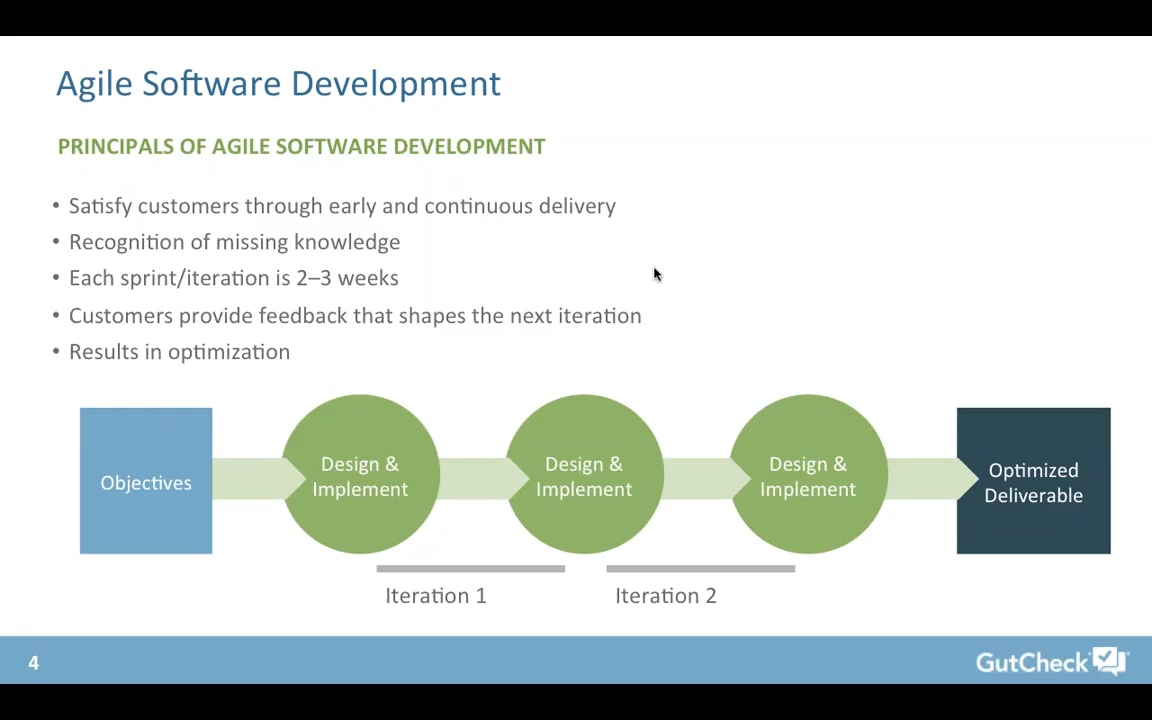 Agile Software Development
PRINCIPALS OF AGILE SOFTWARE DEVELOPMENT
• Satisfy customers through early and continuous delivery
• Recognition of missing knowledge
• Each sprint/iteration is 2–3 weeks
• Customers provide feedback that shapes the next iteration
• Results in optimization
Objectives
Design &
Implement
Design &
Implement
Design &
Implement
Optimized
Deliverable
Iteration 1
Iteration 2
4
GutCheck